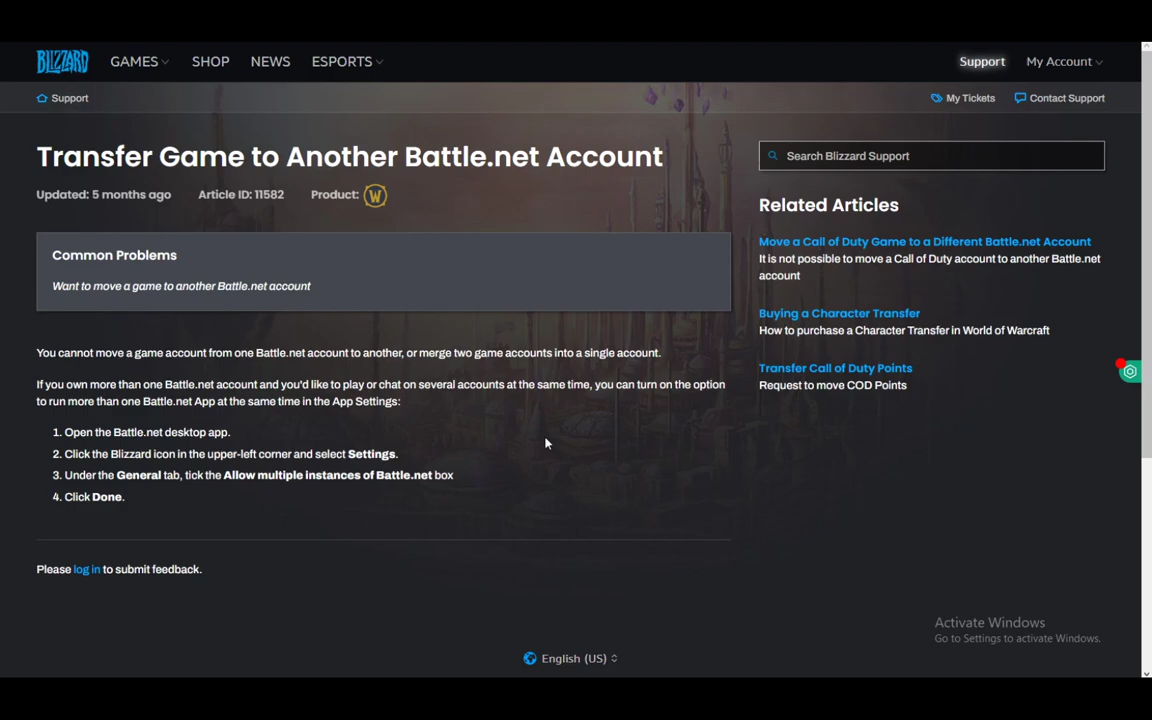 BLIZZARD GAMES SHOP NEWS ESPORTS Support My Account
Support My Tickets Contact Support
Transfer Game to Another Battle.net Account
Updated: 5 months ago Article ID: 11582 Product: W
Common Problems
Want to move a game to another Battle.net account
You cannot move a game account from one Battle.net account to another, or merge two game accounts into a single account.
If you own more than one Battle.net account and you'd like to play or chat on several accounts at the same time, you can turn on the option
to run more than one Battle.net App at the same time in the App Settings:
1. Open the Battle.net desktop app.
2. Click the Blizzard icon in the upper-left corner and select Settings.
3. Under the General tab, tick the Allow multiple instances of Battle.net box
4. Click Done.
Please log in to submit feedback.
Search Blizzard Support
Related Articles
Move a Call of Duty Game to a Different Battle.net Account
It is not possible to move a Call of Duty account to another Battle.net
account
Buying a Character Transfer
How to purchase a Character Transfer in World of Warcraft
Transfer Call of Duty Points
Request to move COD Points
Activate Windows
Go to Settings to activate Windows.
English (US)